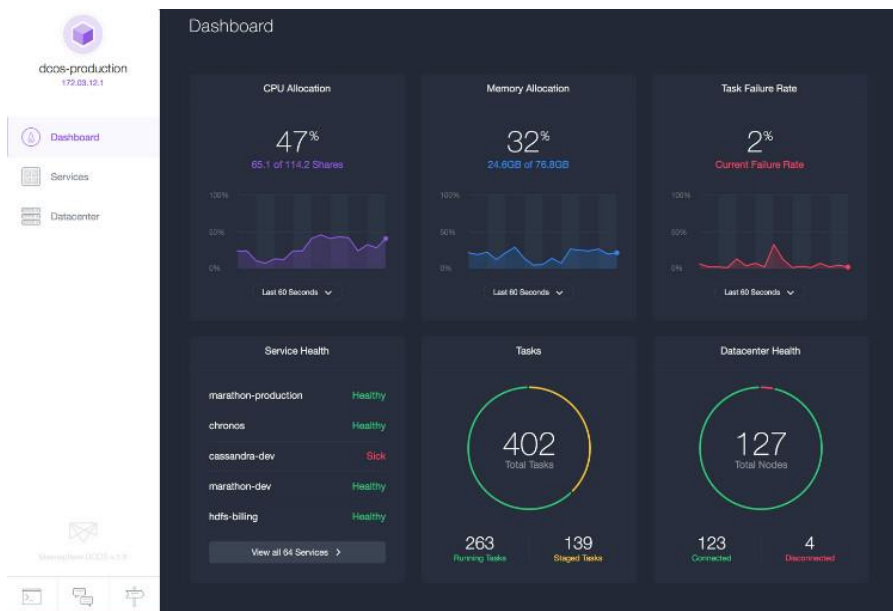 dcos-production
172.03.12.1
Dashboard
Services
Datacenter
Dashboard
CPU Allocation
47%
65.1 of 114.2 Shares
100%
50%
0%
Last 60 Seconds
Memory Allocation
32%
24.6GB of 76.8GB
100%
50%
0%
Last 60 Seconds
Task Failure Rate
2%
Current Failure Rate
100%
50%
0%
Last 60 Seconds
Service Health
marathon-production Healthy
chronos Healthy
cassandra-dev Sick
marathon-dev Healthy
hdfs-billing Healthy
View all 64 Services >
Tasks
402
Total Tasks
263
Running Tasks
139
Staged Tasks
Datacenter Health
127
Total Nodes
123
Connected
4
Disconnected
Mesosphere DCOS